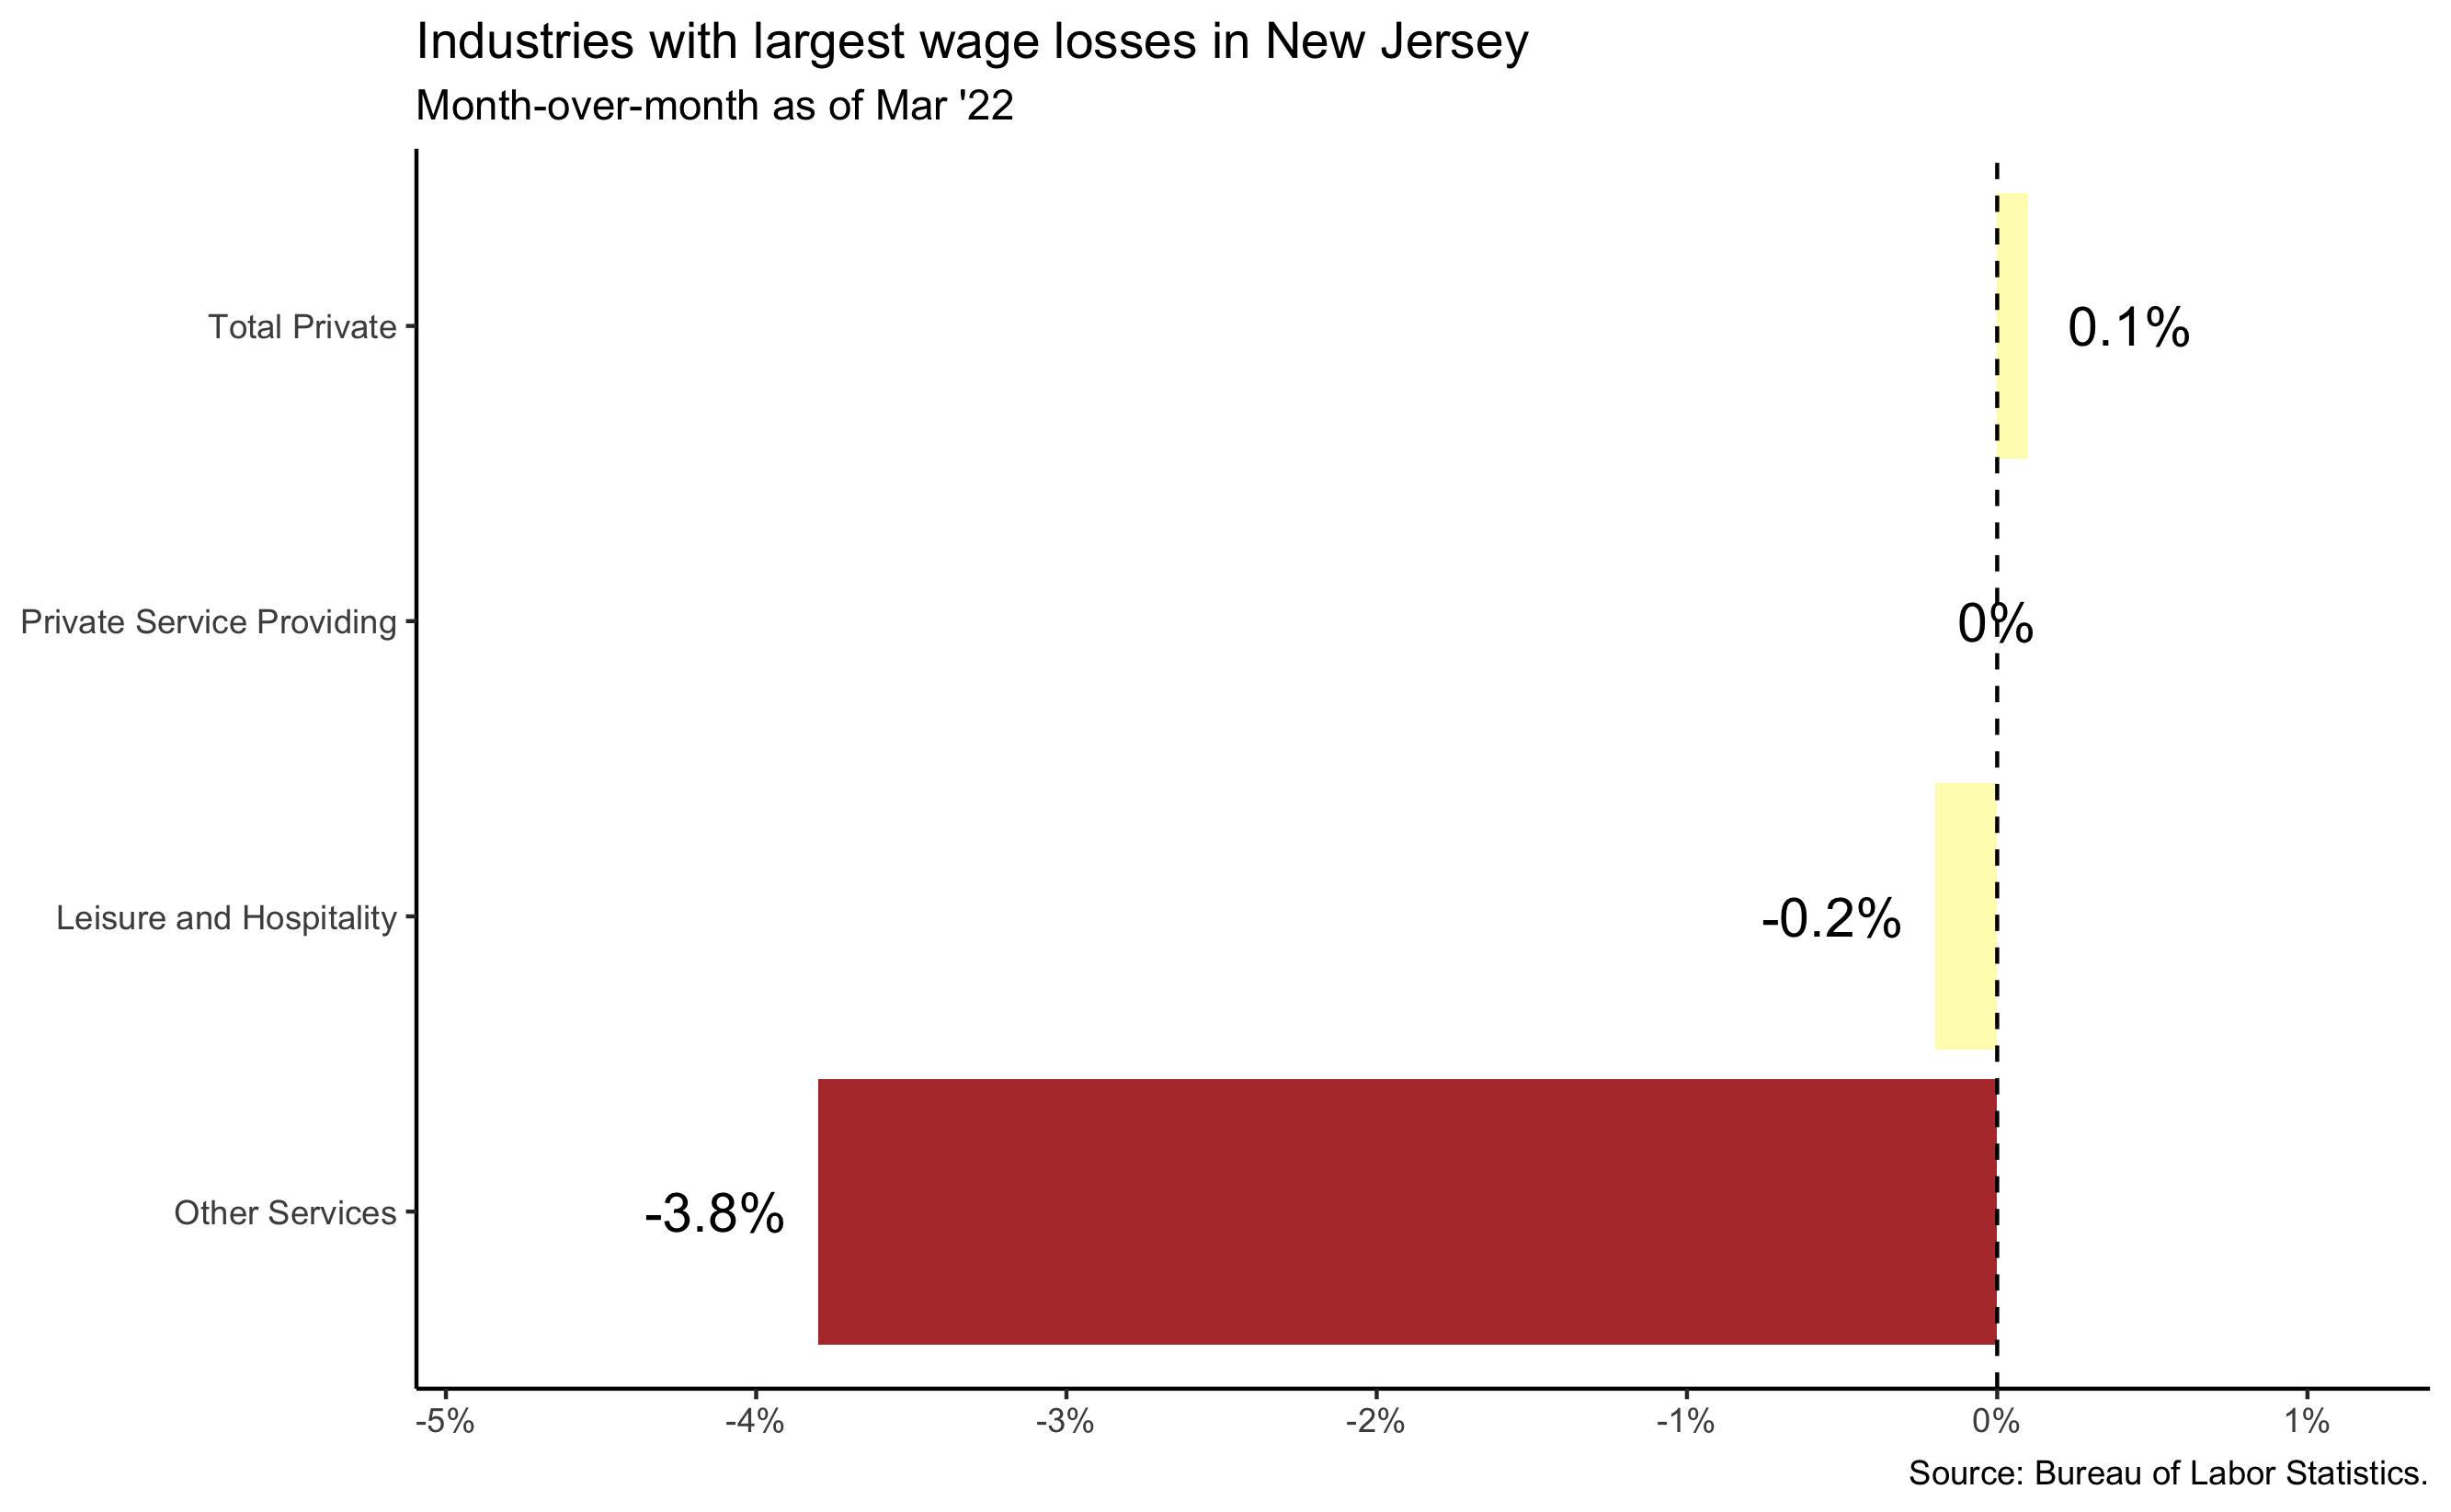 Industries with largest wage losses in New Jersey
Month-over-month as of Mar '22
Total Private
0.1%
Private Service Providing
0%
Leisure and Hospitality
-0.2%
Other Services
-3.8%
-5%
-4%
-3%
-2%
-1%
0%
1%
Source: Bureau of Labor Statistics.